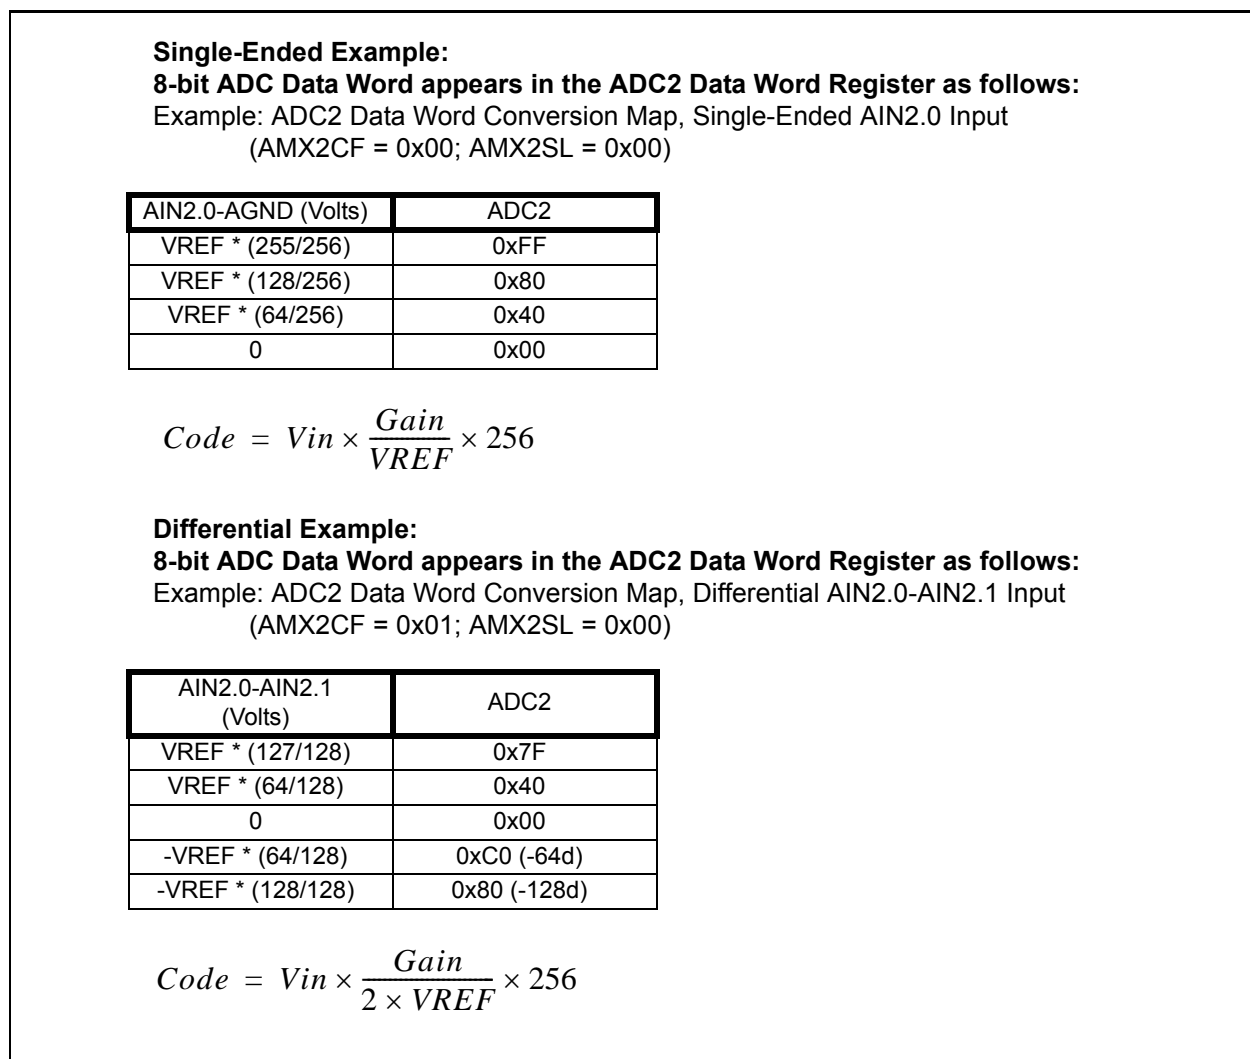 Single-Ended Example:
8-bit ADC Data Word appears in the ADC2 Data Word Register as follows:
Example: ADC2 Data Word Conversion Map, Single-Ended AIN2.0 Input
(AMX2CF = 0x00; AMX2SL = 0x00)
AIN2.0-AGND (Volts) ADC2
VREF * (255/256) 0xFF
VREF * (128/256) 0x80
VREF * (64/256) 0x40
0 0x00
Code = Vin × Gain/VREF × 256
Differential Example:
8-bit ADC Data Word appears in the ADC2 Data Word Register as follows:
Example: ADC2 Data Word Conversion Map, Differential AIN2.0-AIN2.1 Input
(AMX2CF = 0x01; AMX2SL = 0x00)
AIN2.0-AIN2.1
(Volts) ADC2
VREF * (127/128) 0x7F
VREF * (64/128) 0x40
0 0x00
-VREF * (64/128) 0xC0 (-64d)
-VREF * (128/128) 0x80 (-128d)
Code = Vin × Gain/2 × VREF × 256